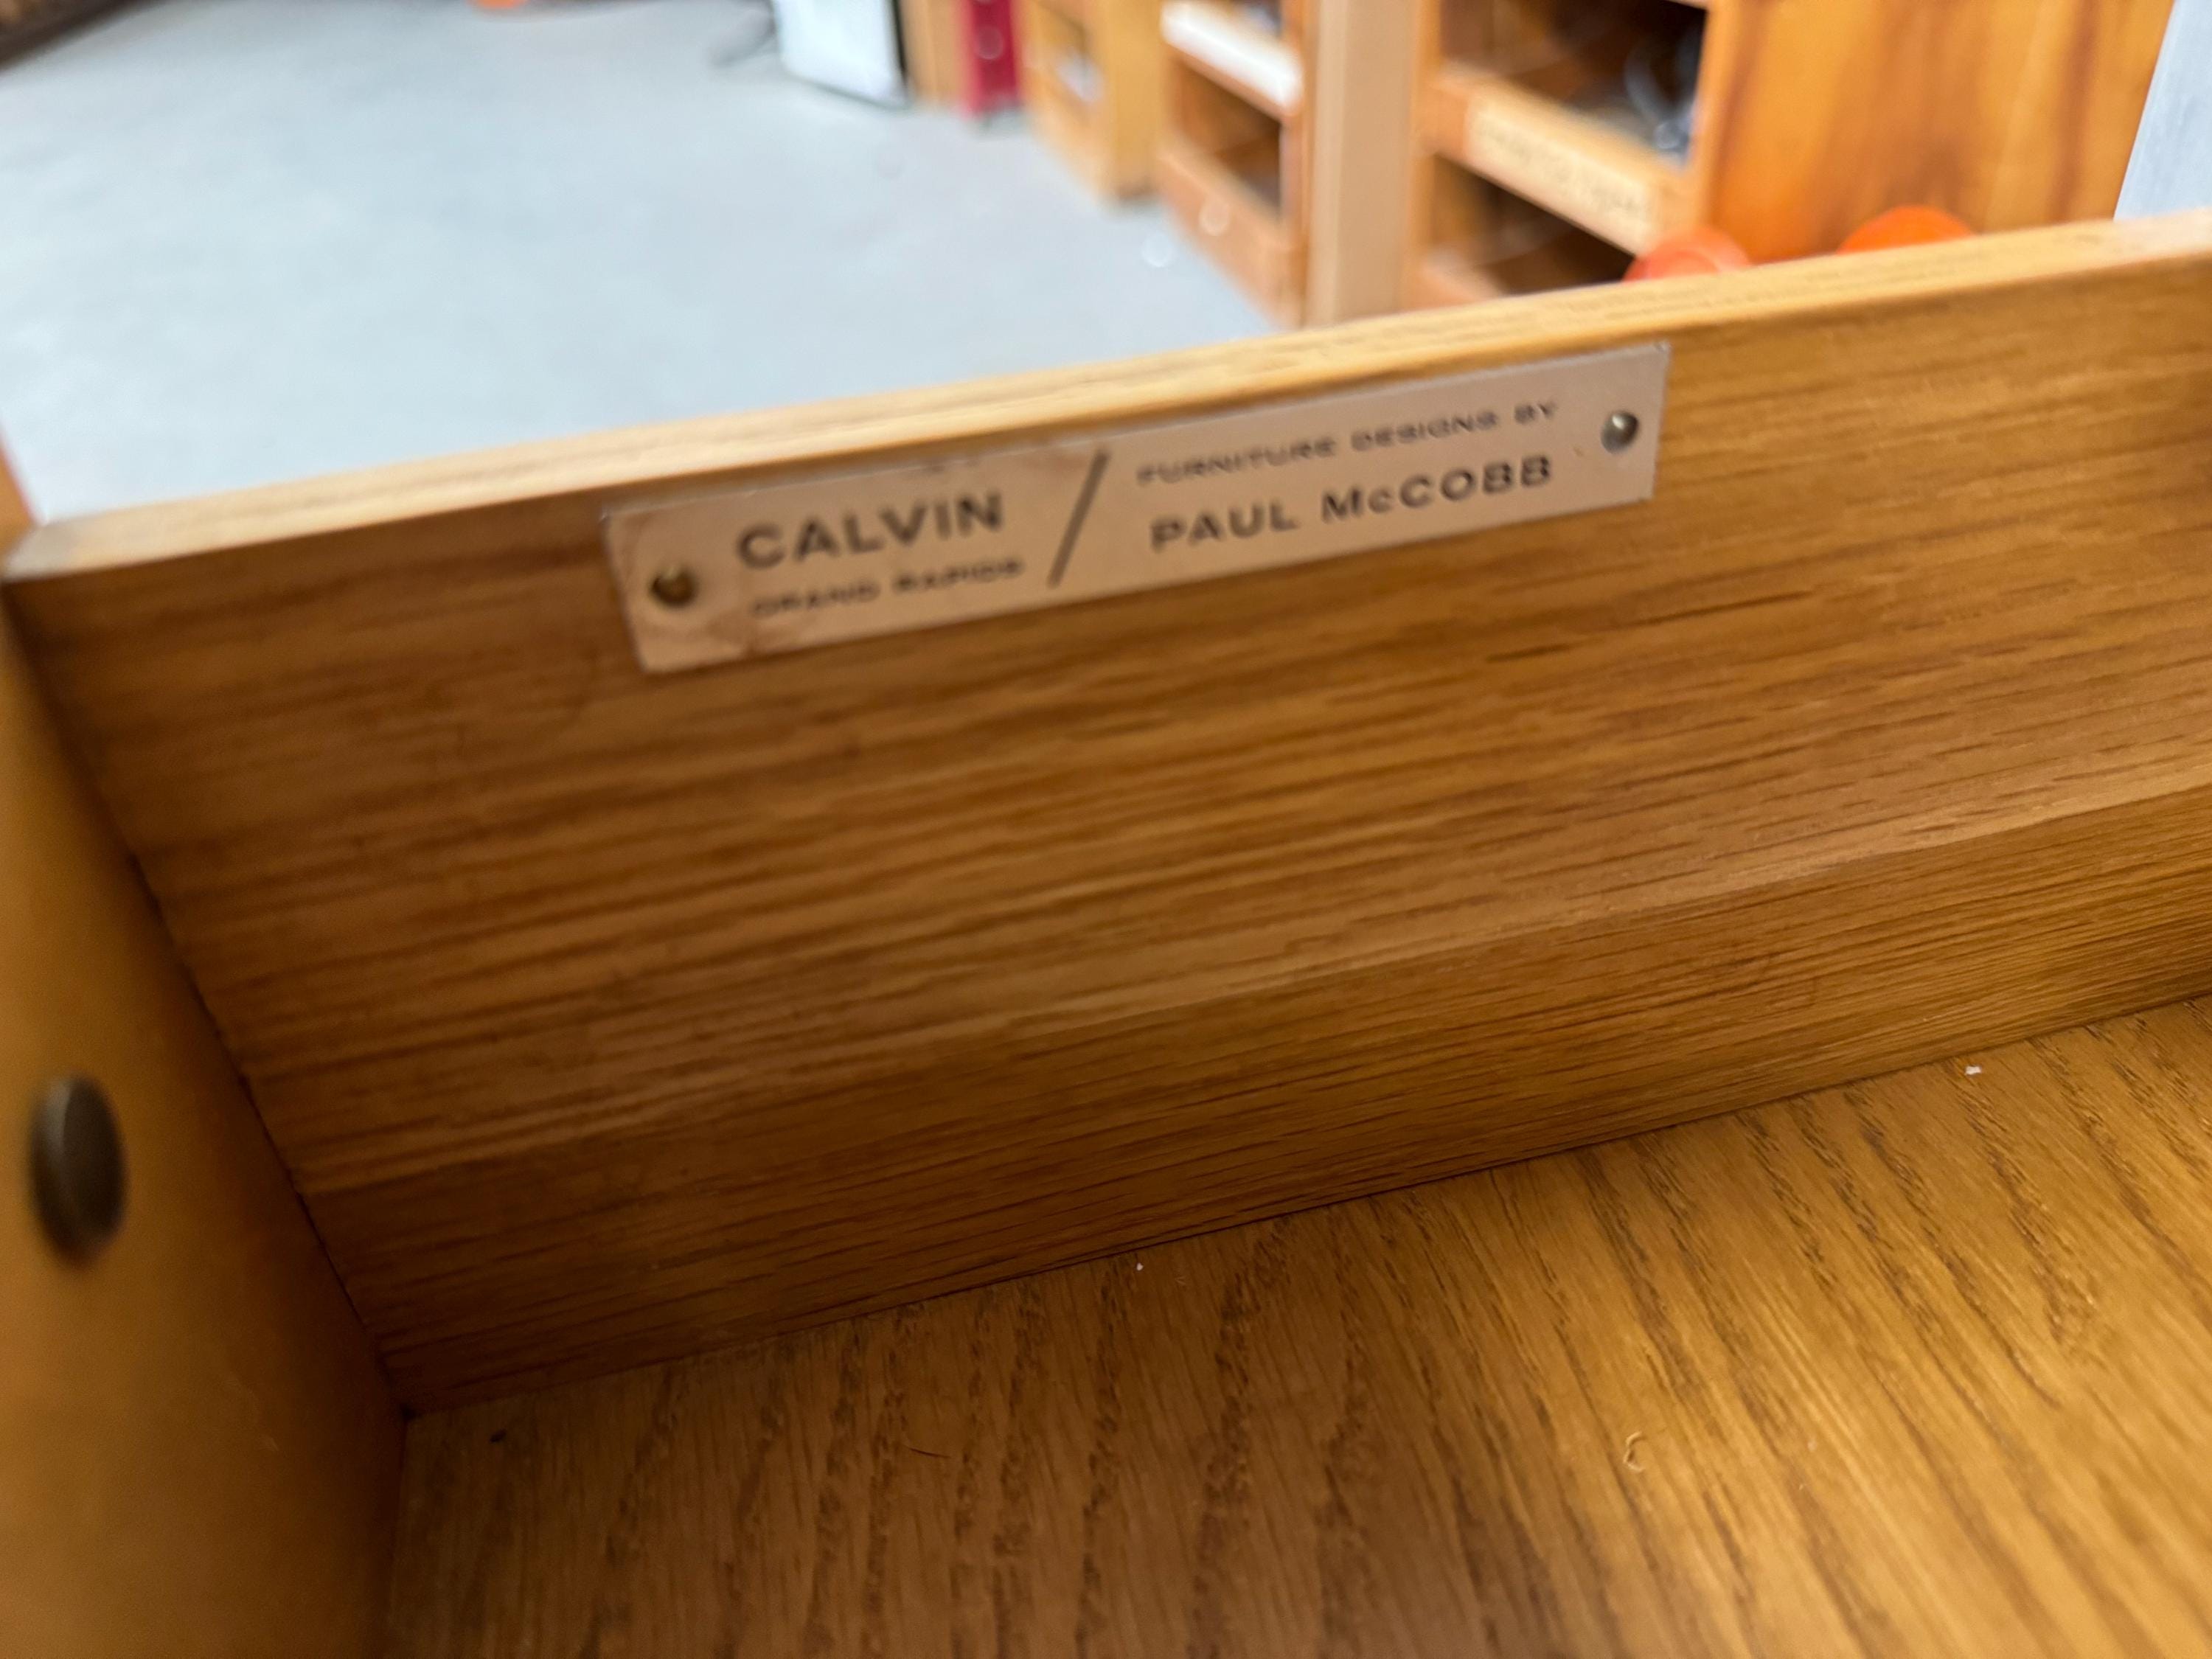 CALVIN
GRAND RAPIDS
FURNITURE DESIGNS BY
PAUL McCOBB